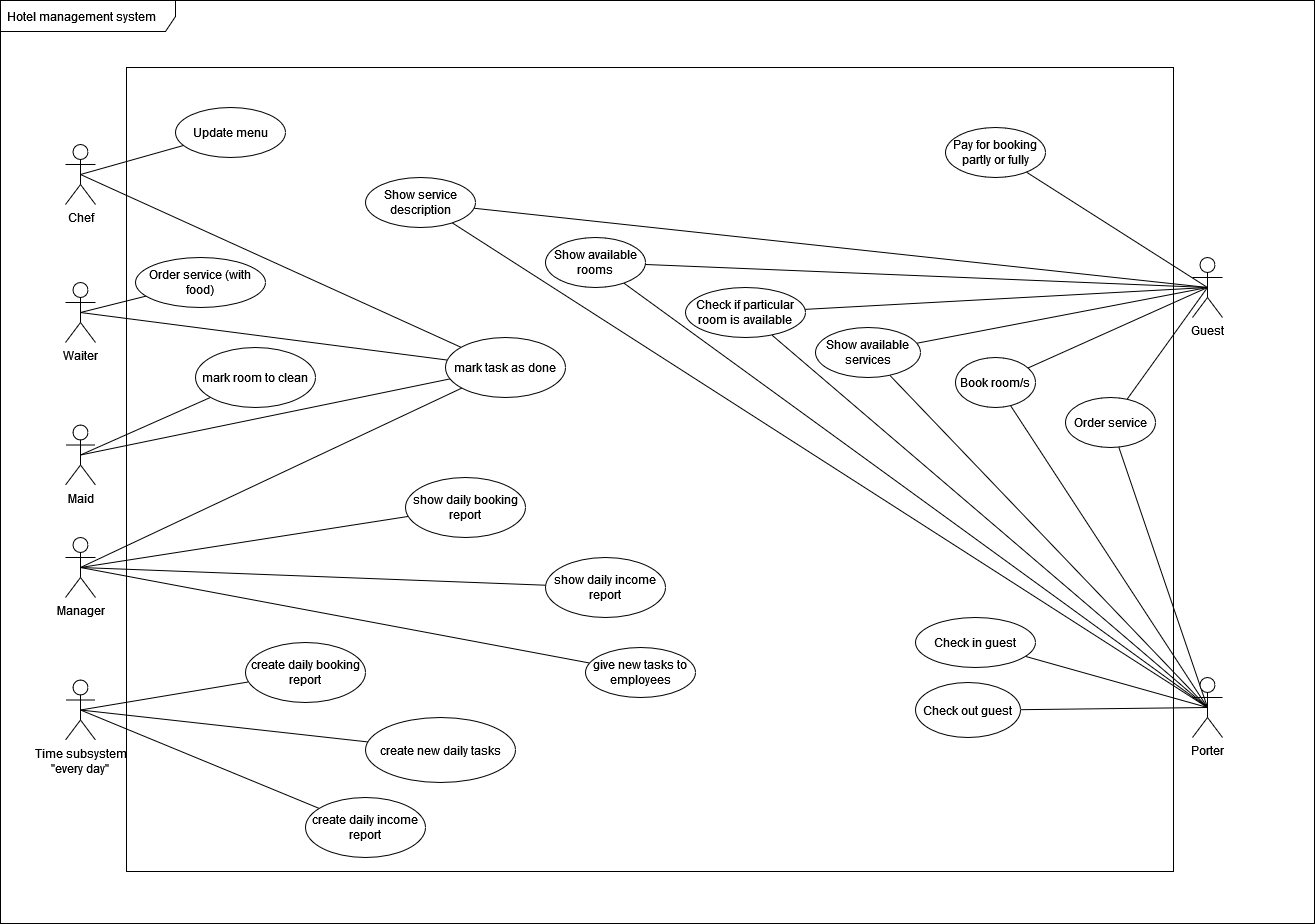 Hotel management system
Update menu
Pay for booking
partly or fully
Chef
Show service
description
Show available
rooms
Order service (with
food)
Check if particular
room is available
Guest
Waiter
Show available
services
mark task as done
mark room to clean
Book room/s
Order service
Maid
show daily booking
report
show daily income
report
Manager
Check in guest
create daily booking
report
give new tasks to
employees
Check out guest
Time subsystem
"every day"
create new daily tasks
Porter
create daily income
report